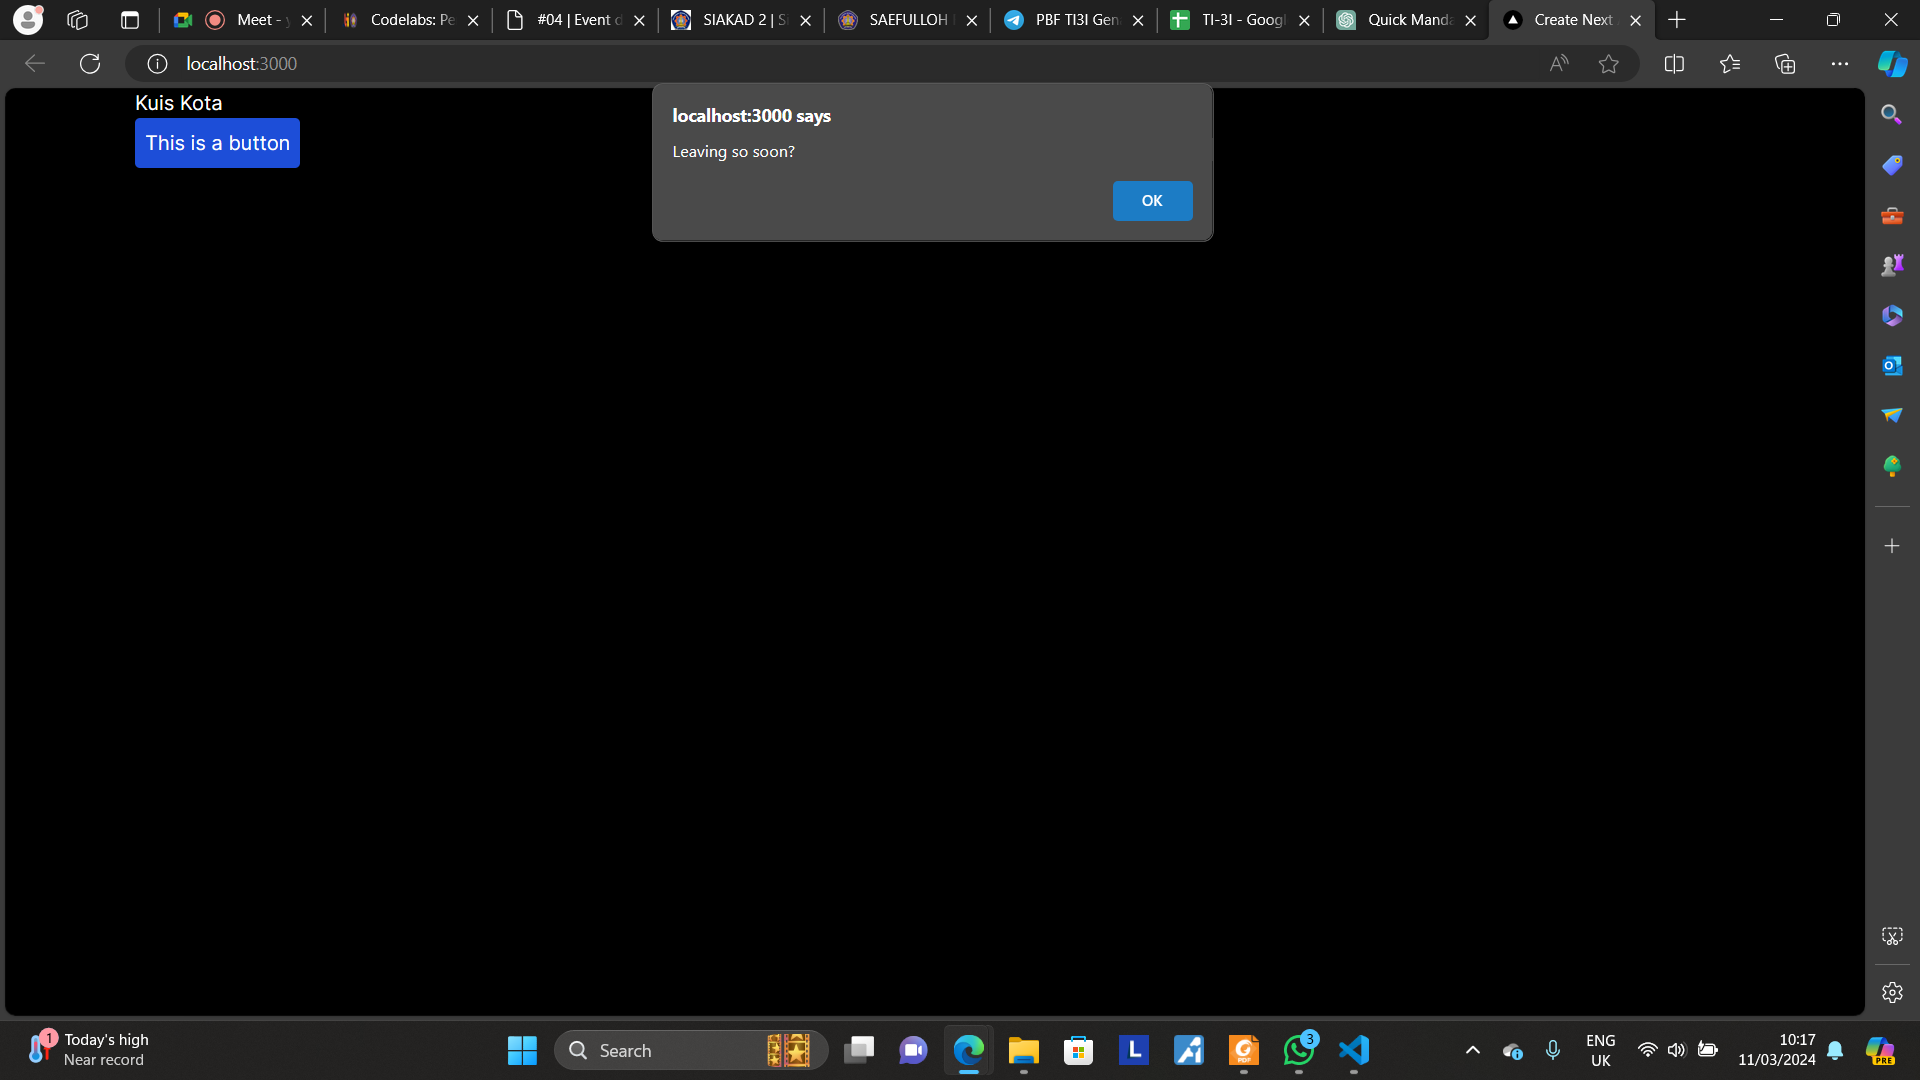 Meet -
Codelabs: Pe
#04 | Event d
SIAKAD 2 | S
SAEFULLOH
PBF TI3I Gen
TI-3I - Googl
Quick Manda
Create Next
localhost:3000
Kuis Kota
This is a button
localhost:3000 says
Leaving so soon?
OK
1
Today's high
Near record
Search
L
PDF
3
ENG
UK
10:17
11/03/2024
PRE